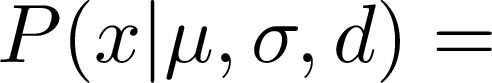 P(x|μ, σ, d) =